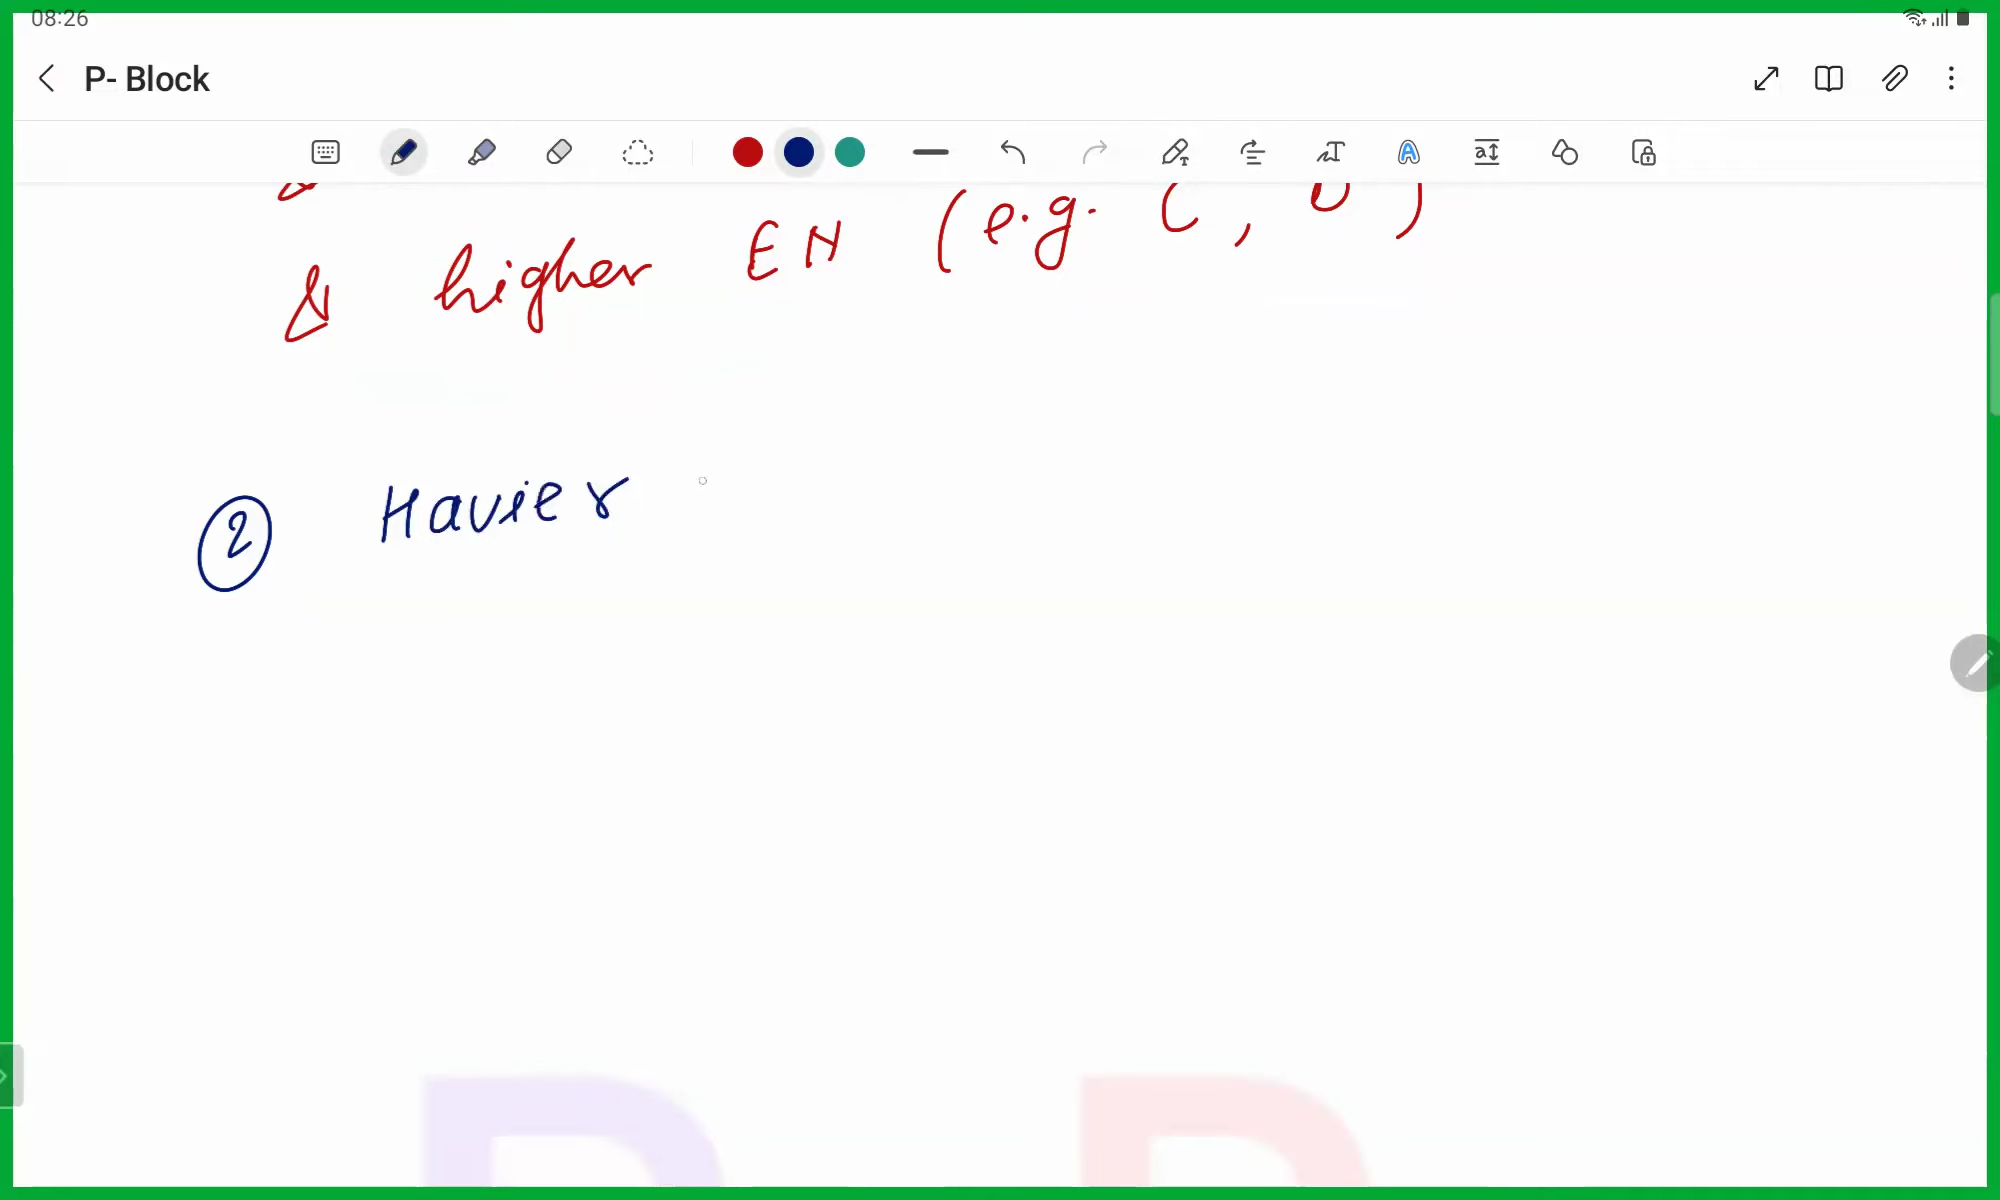 08:26
P- Block
& higher EN (e.g. C, O)
② Havier